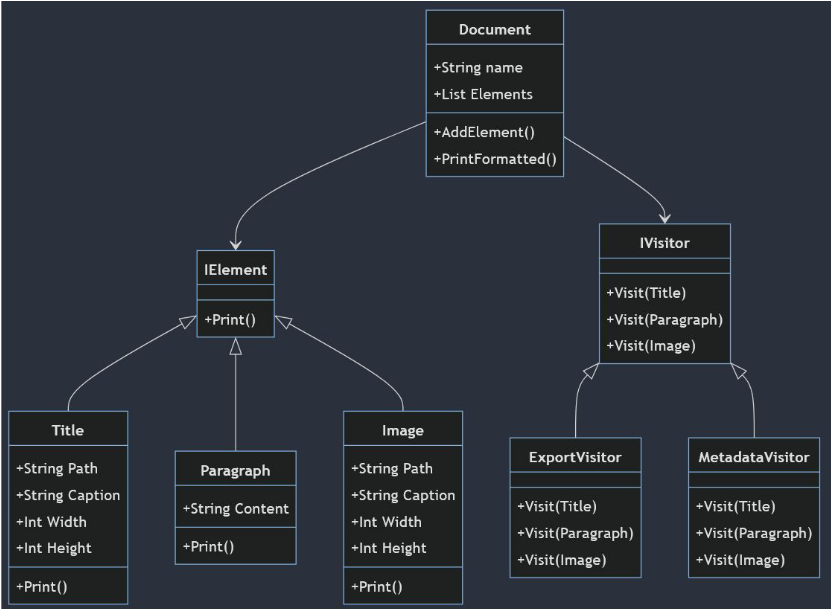 Document
+String name
+List Elements
+AddElement()
+PrintFormatted()
IElement
+Print()
IVisitor
+Visit(Title)
+Visit(Paragraph)
+Visit(Image)
Title
+String Path
+String Caption
+Int Width
+Int Height
+Print()
Paragraph
+String Content
+Print()
Image
+String Path
+String Caption
+Int Width
+Int Height
+Print()
ExportVisitor
+Visit(Title)
+Visit(Paragraph)
+Visit(Image)
MetadataVisitor
+Visit(Title)
+Visit(Paragraph)
+Visit(Image)